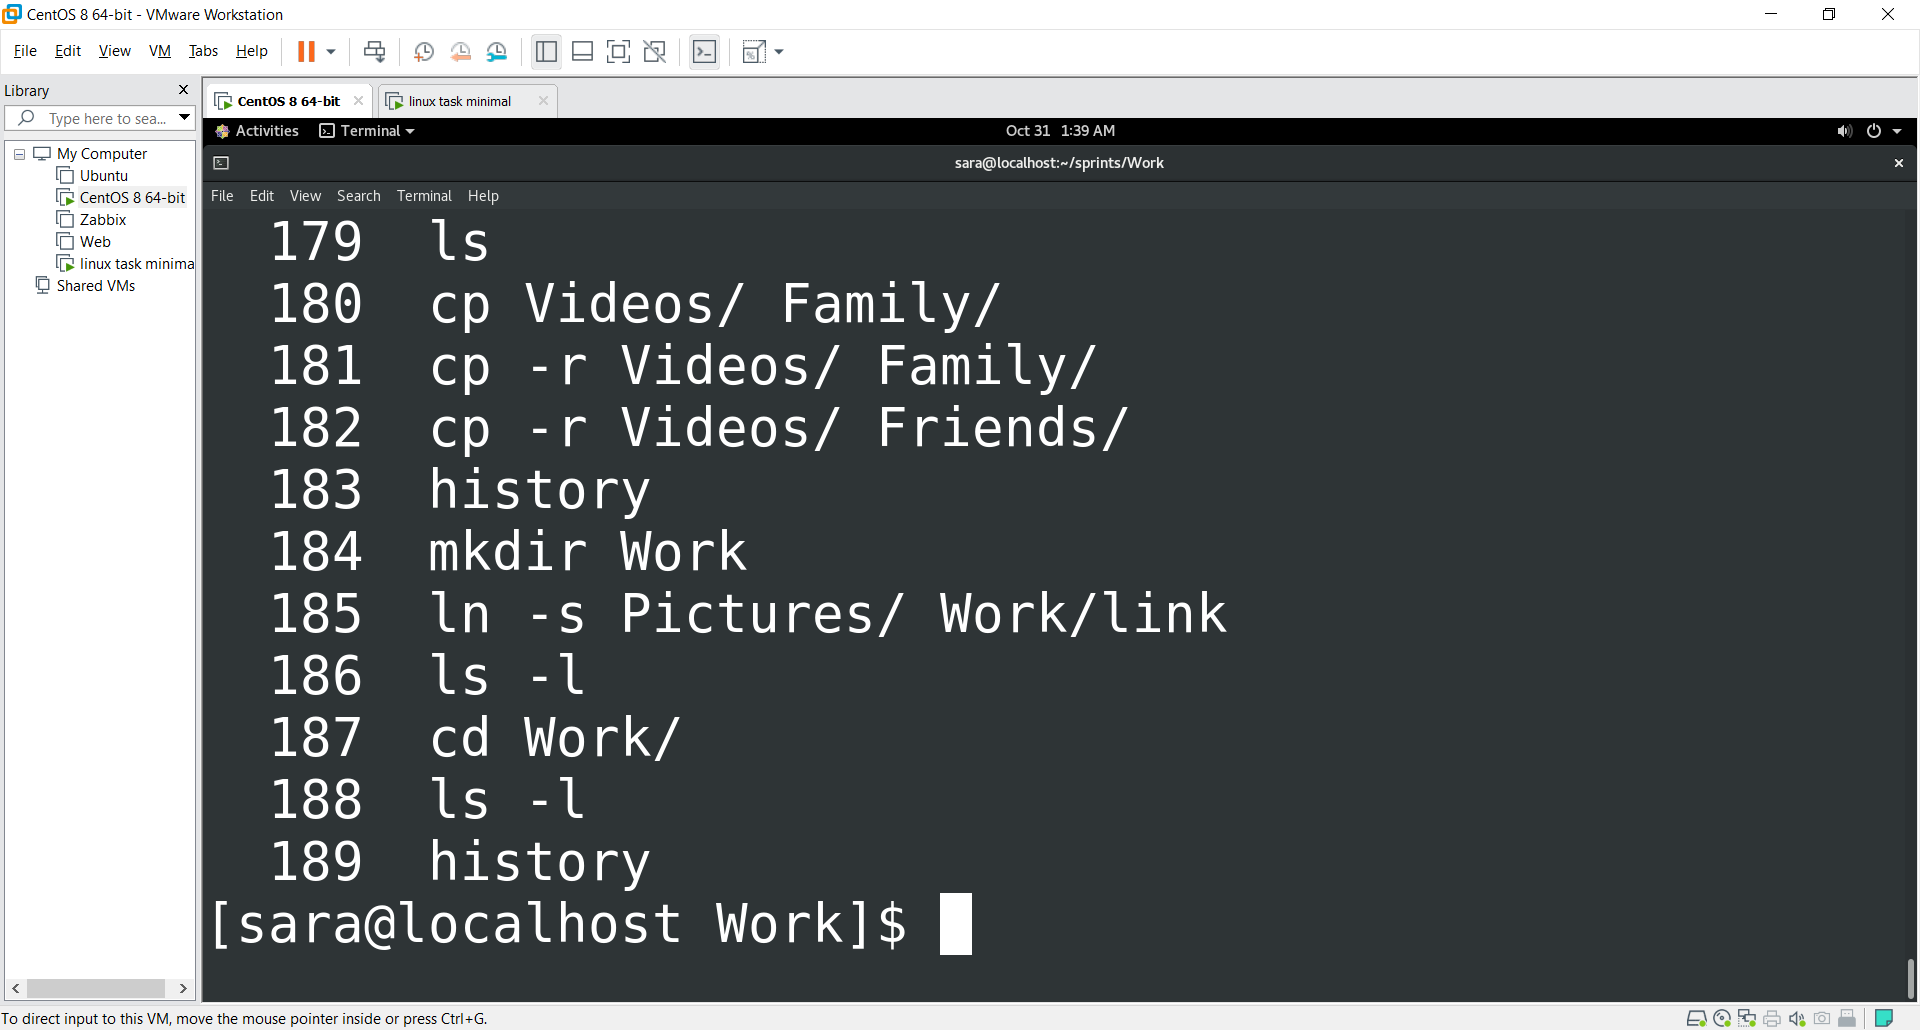 CentOS 8 64-bit - VMware Workstation
File Edit View VM Tabs Help
Library
Type here to sea...
My Computer
Ubuntu
CentOS 8 64-bit
Zabbix
Web
linux task minima
Shared VMs
CentOS 8 64-bit linux task minimal
Activities Terminal Oct 31 1:39 AM
sara@localhost:~/sprints/Work
File Edit View Search Terminal Help
179 ls
180 cp Videos/ Family/
181 cp -r Videos/ Family/
182 cp -r Videos/ Friends/
183 history
184 mkdir Work
185 ln -s Pictures/ Work/link
186 ls -l
187 cd Work/
188 ls -l
189 history
[sara@localhost Work]$
To direct input to this VM, move the mouse pointer inside or press Ctrl+G.